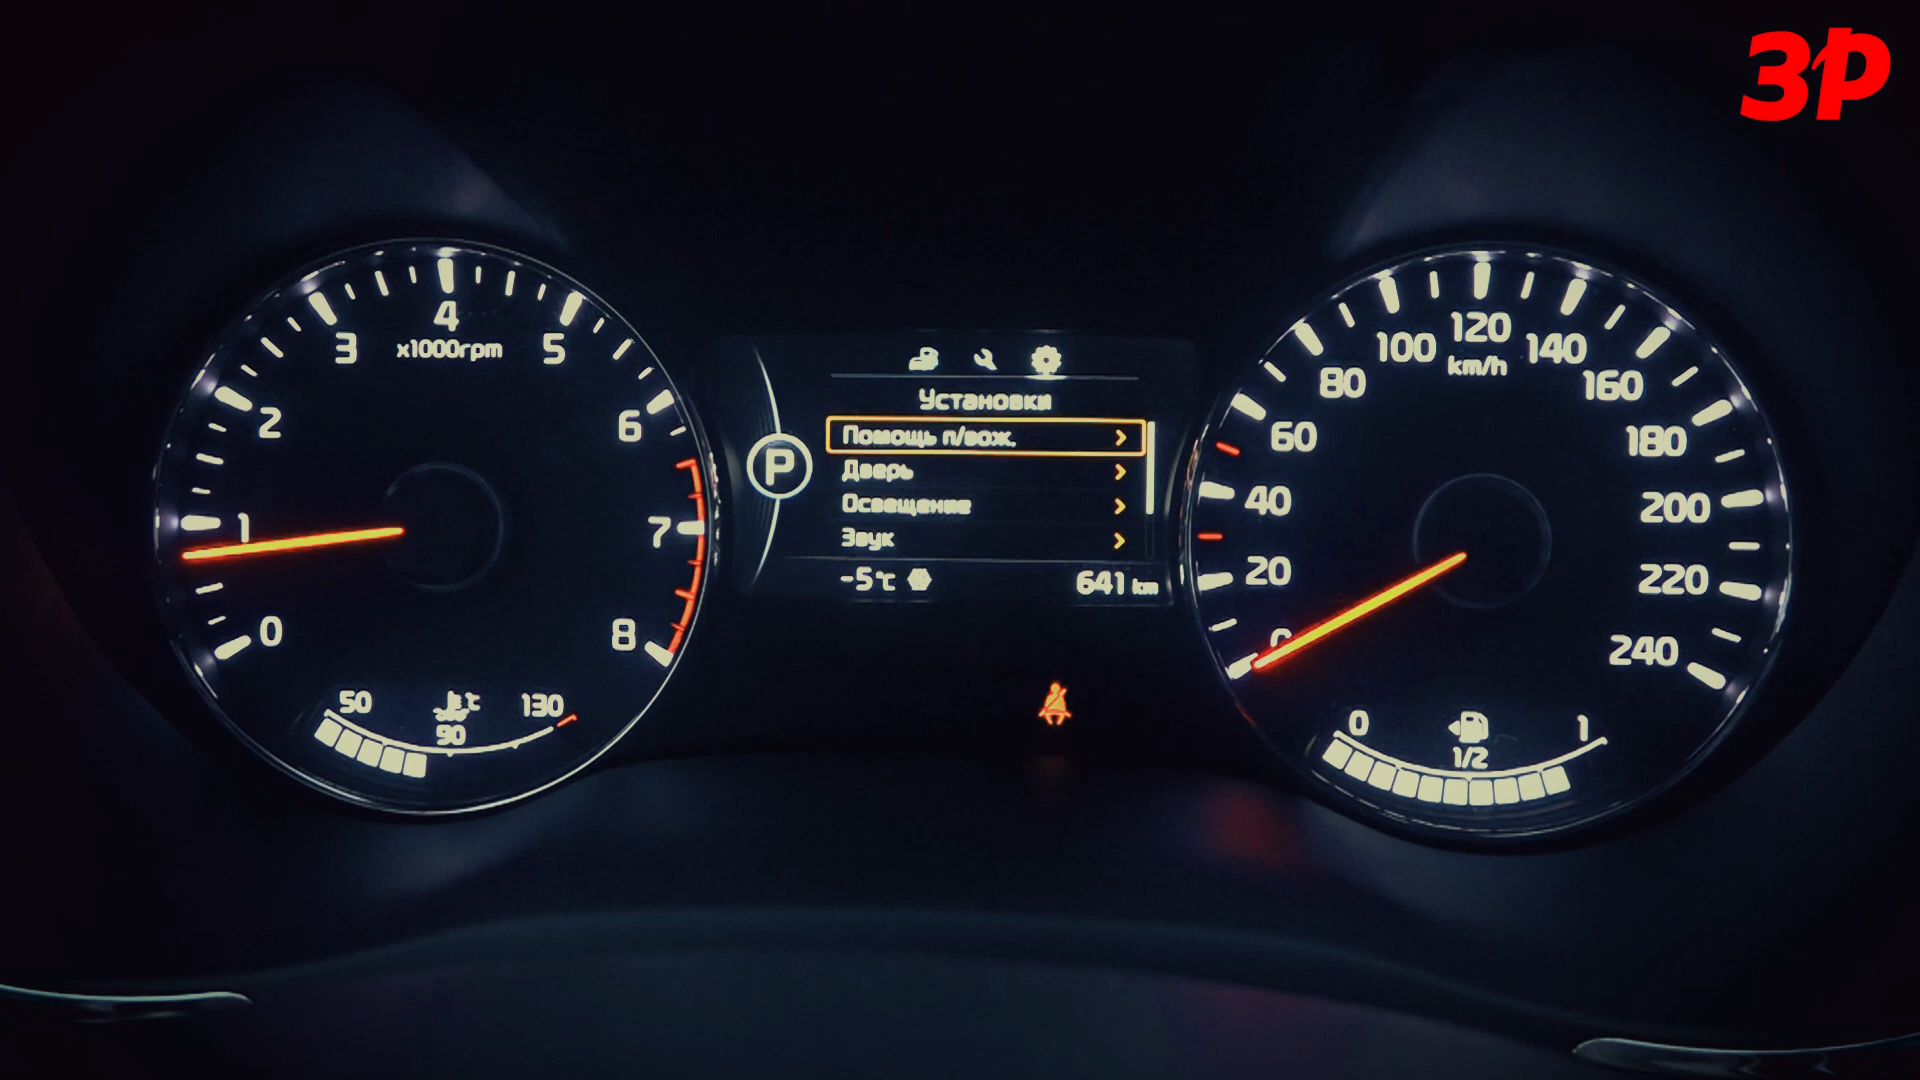 ЗР
4
3
5
x1000rpm
2
6
1
7
0
8
50
°C
130
90
Установки
Помощь п/вож.
Дверь
Освещение
Звук
P
-5°C
641 km
120
100
140
km/h
80
160
60
180
40
200
20
220
0
240
0
1
1/2